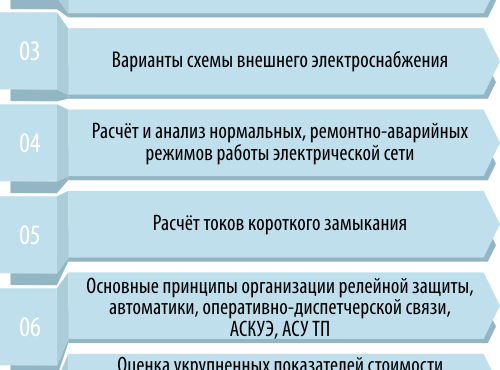 03
Варианты схемы внешнего электроснабжения
04
Расчёт и анализ нормальных, ремонтно-аварийных
режимов работы электрической сети
05
Расчёт токов короткого замыкания
06
Основные принципы организации релейной защиты,
автоматики, оперативно-диспетчерской связи,
АСКУЭ, АСУ ТП
Оценка укрупненных показателей стоимости